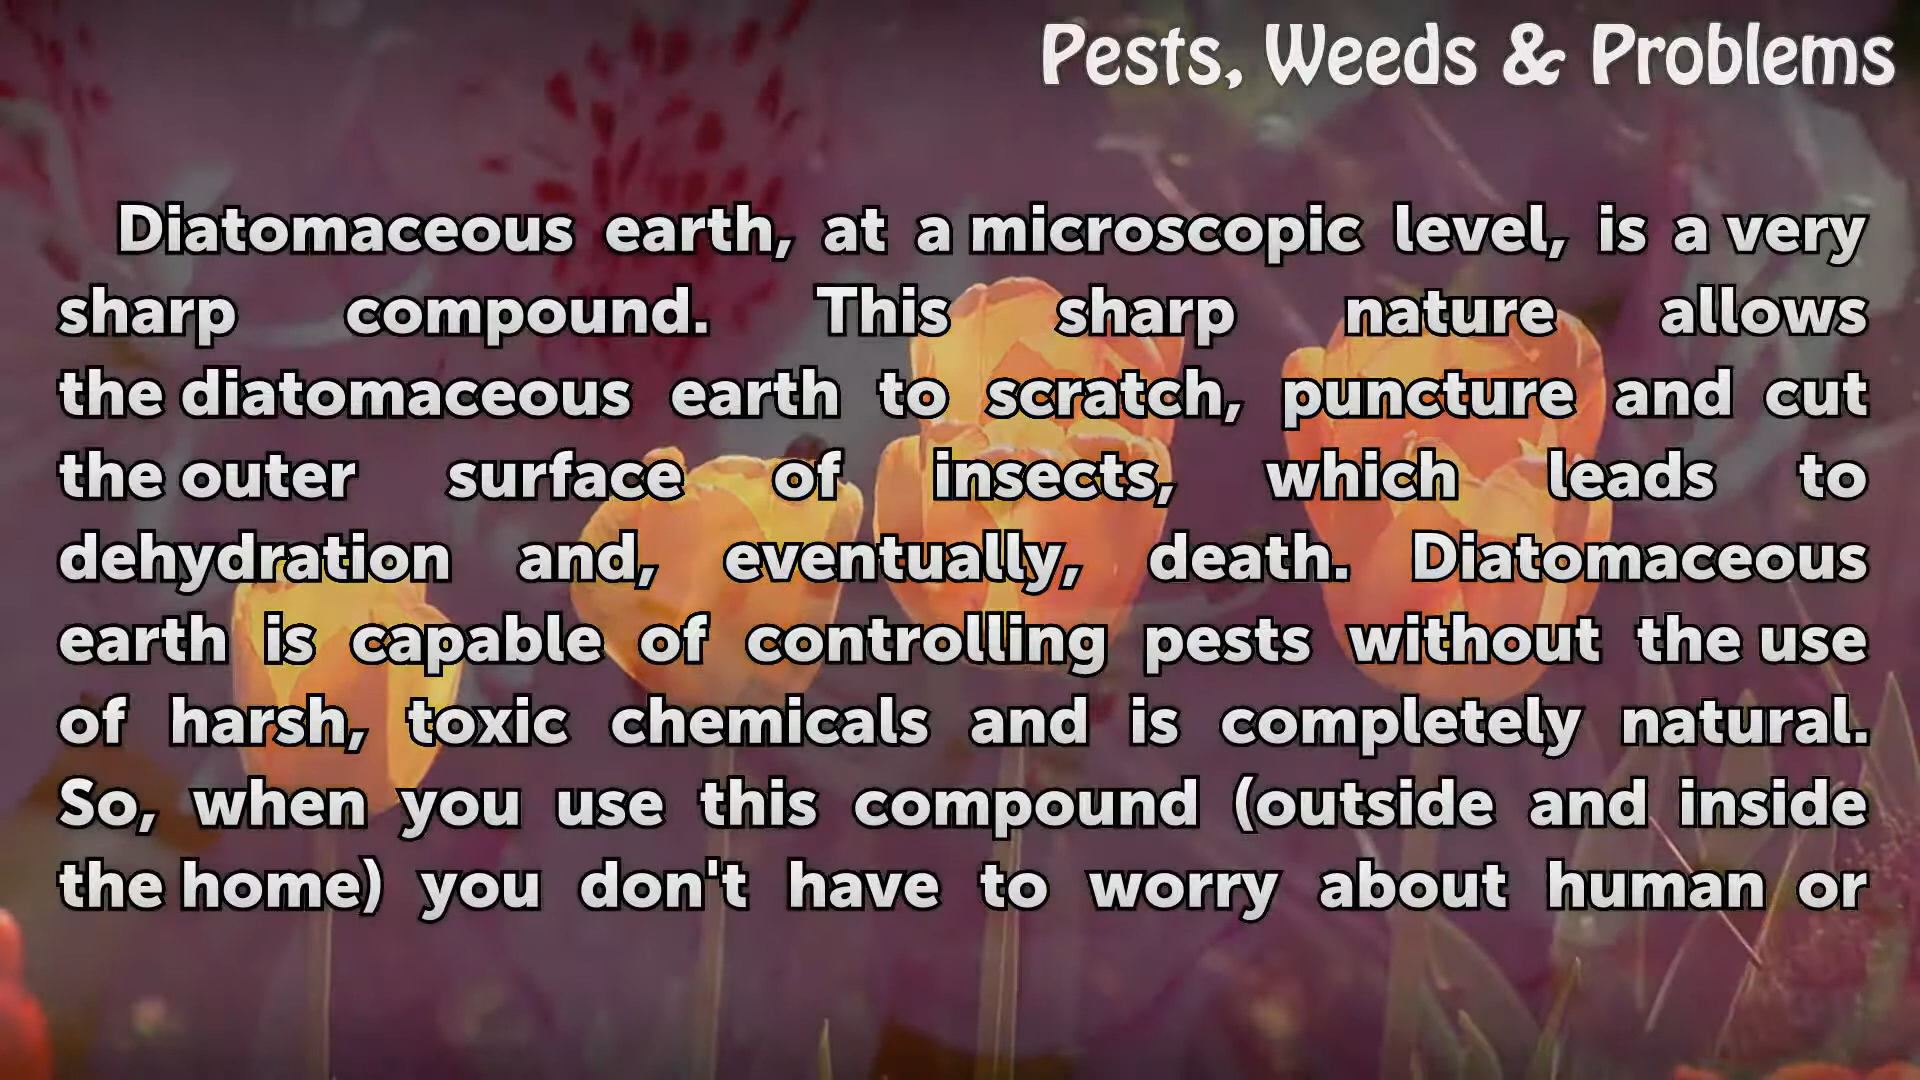 Pests, Weeds & Problems
Diatomaceous earth, at a microscopic level, is a very
sharp compound. This sharp nature allows
the diatomaceous earth to scratch, puncture and cut
the outer surface of insects, which leads to
dehydration and, eventually, death. Diatomaceous
earth is capable of controlling pests without the use
of harsh, toxic chemicals and is completely natural.
So, when you use this compound (outside and inside
the home) you don't have to worry about human or